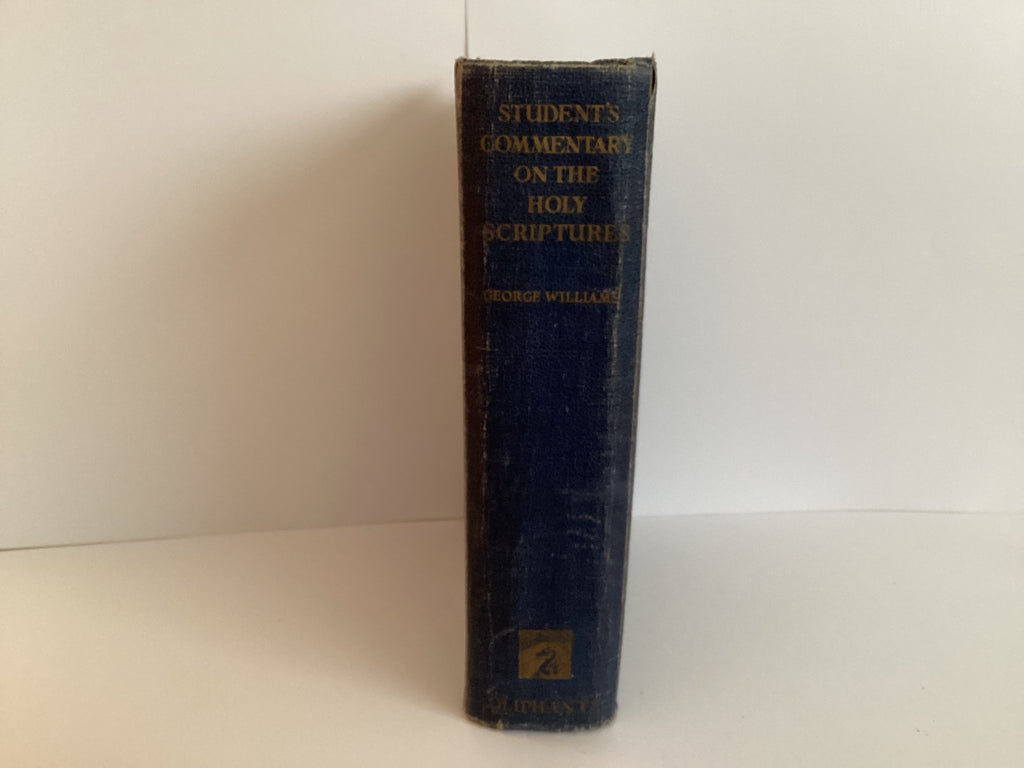 STUDENT'S
COMMENTARY
ON THE
HOLY
SCRIPTURES
GEORGE WILLIAMS
OLIPHANTS